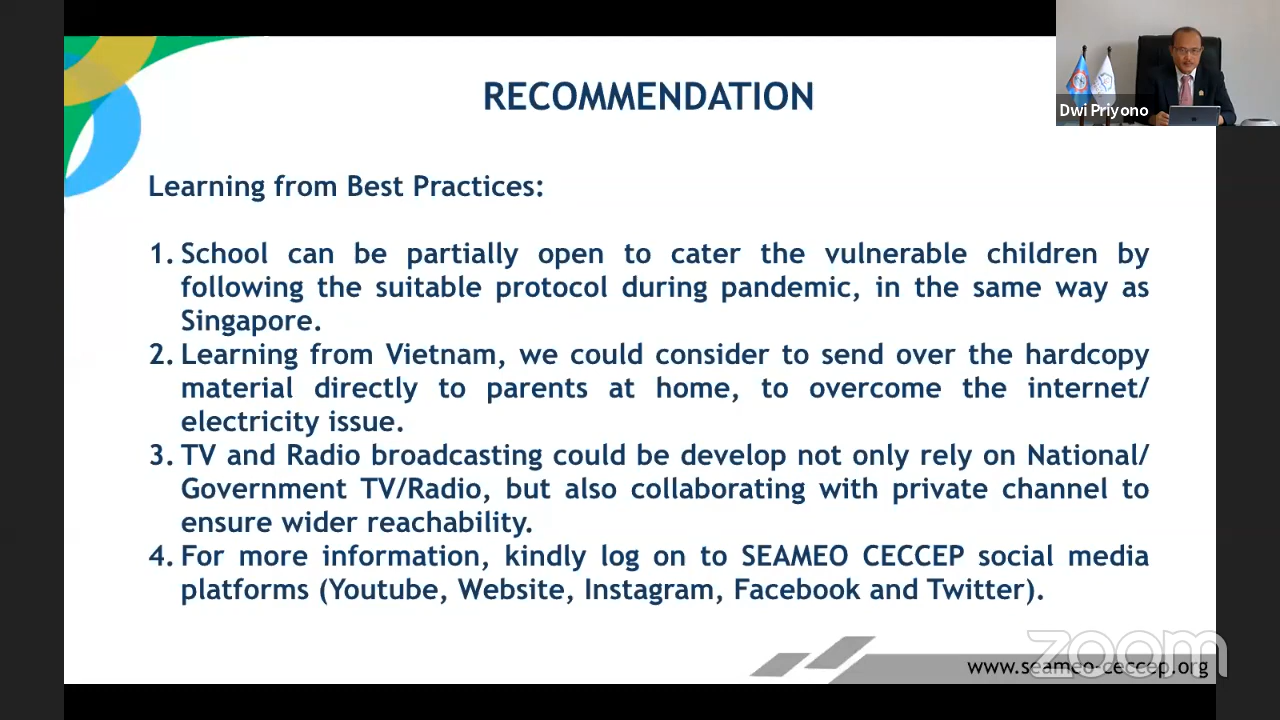 RECOMMENDATION
Dwi Priyono
Learning from Best Practices:
1. School can be partially open to cater the vulnerable children by
following the suitable protocol during pandemic, in the same way as
Singapore.
2. Learning from Vietnam, we could consider to send over the hardcopy
material directly to parents at home, to overcome the internet/
electricity issue.
3. TV and Radio broadcasting could be develop not only rely on National/
Government TV/Radio, but also collaborating with private channel to
ensure wider reachability.
4. For more information, kindly log on to SEAMEO CECCEP social media
platforms (Youtube, Website, Instagram, Facebook and Twitter).
zoom
www.seameo-ceccep.org